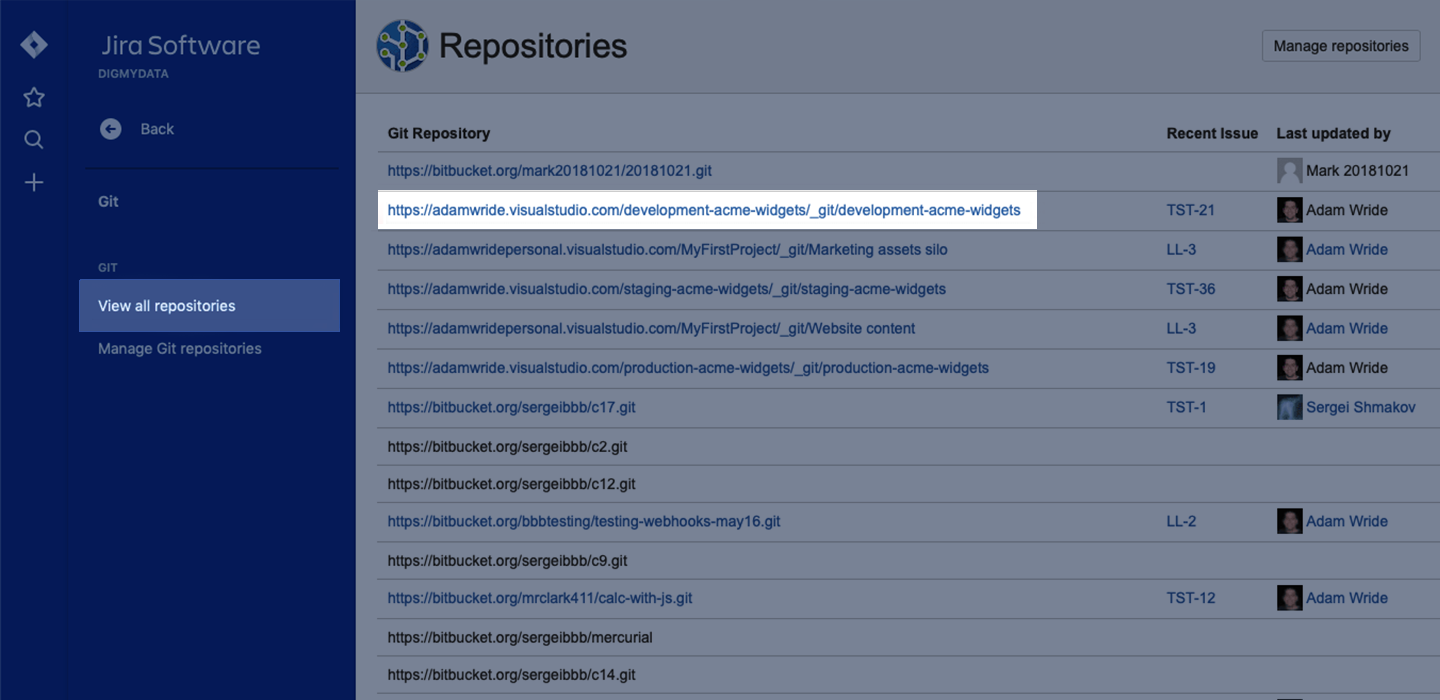 Jira Software
DIGMYDATA
Back
Git
GIT
View all repositories
Manage Git repositories
Repositories
Manage repositories
Git Repository Recent Issue Last updated by
https://bitbucket.org/mark20181021/20181021.git Mark 20181021
https://adamwride.visualstudio.com/development-acme-widgets/_git/development-acme-widgets TST-21 Adam Wride
https://adamwridepersonal.visualstudio.com/MyFirstProject/_git/Marketing assets silo LL-3 Adam Wride
https://adamwride.visualstudio.com/staging-acme-widgets/_git/staging-acme-widgets TST-36 Adam Wride
https://adamwridepersonal.visualstudio.com/MyFirstProject/_git/Website content LL-3 Adam Wride
https://adamwride.visualstudio.com/production-acme-widgets/_git/production-acme-widgets TST-19 Adam Wride
https://bitbucket.org/sergeibbb/c17.git TST-1 Sergei Shmakov
https://bitbucket.org/sergeibbb/c2.git
https://bitbucket.org/sergeibbb/c12.git
https://bitbucket.org/bbbtesting/testing-webhooks-may16.git LL-2 Adam Wride
https://bitbucket.org/sergeibbb/c9.git
https://bitbucket.org/mrclark411/calc-with-js.git TST-12 Adam Wride
https://bitbucket.org/sergeibbb/mercurial
https://bitbucket.org/sergeibbb/c14.git